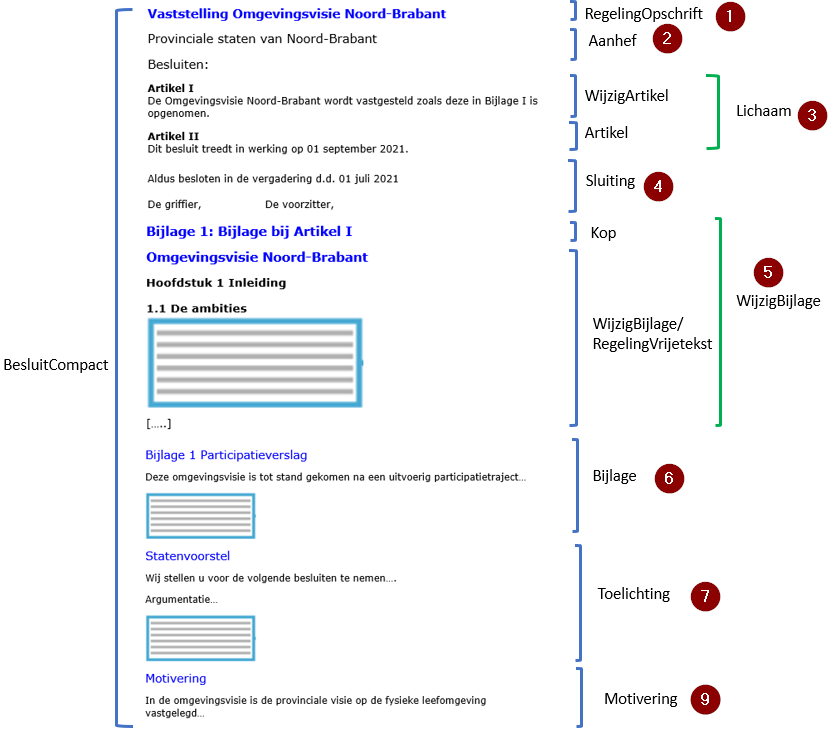 Vaststelling Omgevingsvisie Noord-Brabant
RegelingOpschrift 1
Provinciale staten van Noord-Brabant
Aanhef 2
Besluiten:
Artikel I
De Omgevingsvisie Noord-Brabant wordt vastgesteld zoals deze in Bijlage I is
opgenomen.
WijzigArtikel
Lichaam 3
Artikel II
Dit besluit treedt in werking op 01 september 2021.
Artikel
Aldus besloten in de vergadering d.d. 01 juli 2021
Sluiting 4
De griffier, De voorzitter,
Bijlage 1: Bijlage bij Artikel I
Kop
Omgevingsvisie Noord-Brabant
Hoofdstuk 1 Inleiding
5
WijzigBijlage
1.1 De ambities
WijzigBijlage/
RegelingVrijetekst
BesluitCompact
[…..]
Bijlage 1 Participatieverslag
Deze omgevingsvisie is tot stand gekomen na een uitvoerig participatietraject…
Bijlage 6
Statenvoorstel
Wij stellen u voor de volgende besluiten te nemen….
Toelichting 7
Argumentatie…
Motivering
In de omgevingsvisie is de provinciale visie op de fysieke leefomgeving
vastgelegd…
Motivering 9